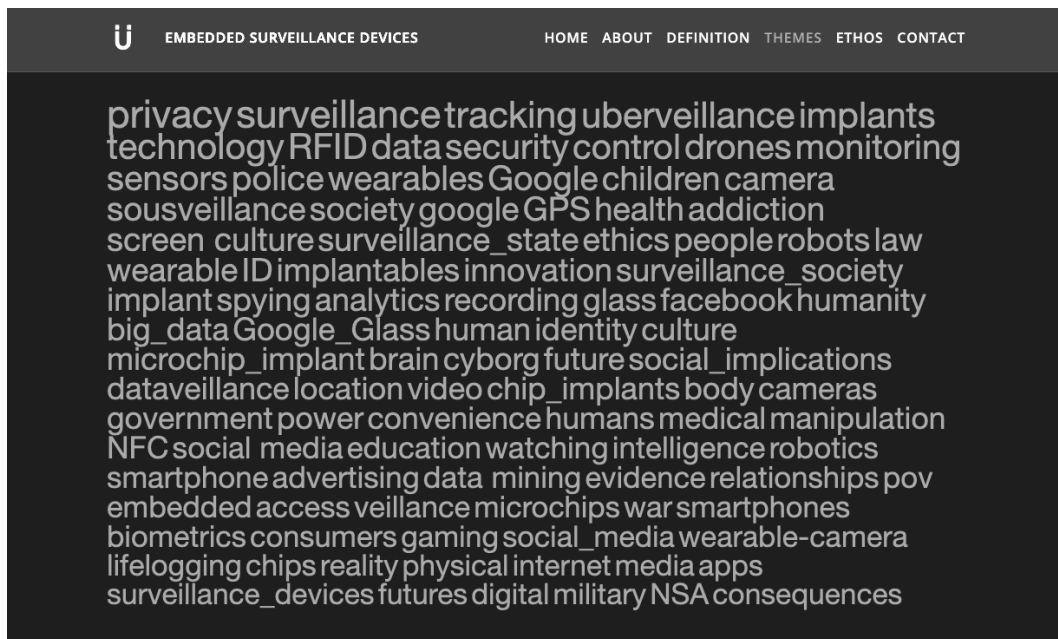 Ü EMBEDDED SURVEILLANCE DEVICES HOME ABOUT DEFINITION THEMES ETHOS CONTACT
privacy surveillance tracking uberveillance implants
technology RFID data security control drones monitoring
sensors police wearables Google children camera
sousveillance society google GPS health addiction
screen culture surveillance_state ethics people robots law
wearable ID implantables innovation surveillance_society
implant spying analytics recording glass facebook humanity
big_data Google_Glass human identity culture
microchip_implant brain cyborg future social_implications
dataveillance location video chip_implants body cameras
government power convenience humans medical manipulation
NFC social media education watching intelligence robotics
smartphone advertising data mining evidence relationships pov
embedded access veillance microchips war smartphones
biometrics consumers gaming social_media wearable-camera
lifelogging chips reality physical internet media apps
surveillance_devices futures digital military NSA consequences